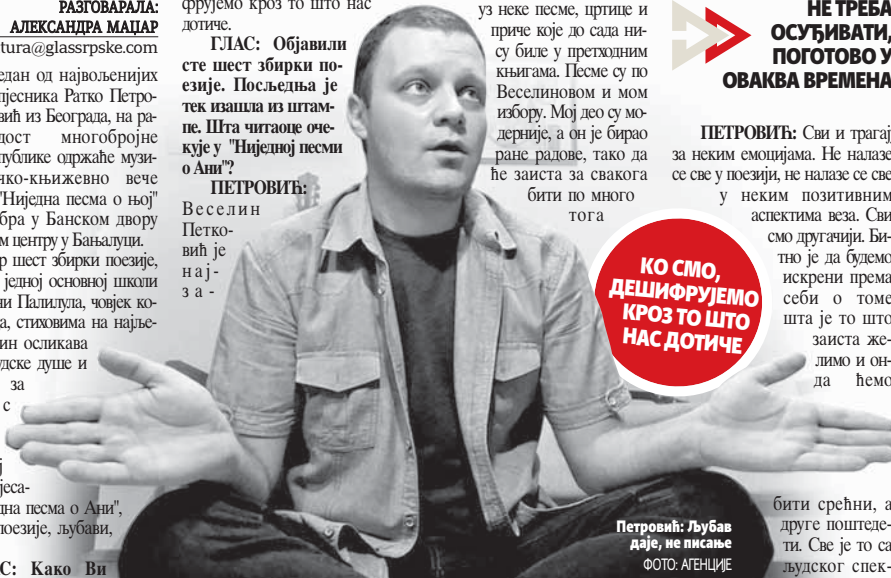 РАЗГОВАРАЛА:
АЛЕКСАНДРА МАЏАР
tura@glassrpske.com
едан од највољенијих
пјесника Ратко Петро-
вић из Београда, на ра-
дост многобројне
публике одржаће музи-
чко-књижевно вече
"Ниједна песма о њој"
бра у Банском двору
м центру у Бањалуци.
р шест збирки поезије,
једној основној школи
ни Палилула, човјек ко-
а, стиховима на најље-
ин осликава
удске душе и
за
с
ј
јеса-
дна песма о Ани",
поезије, љубави,
С: Како Ви
фрујемо кроз то што нас
дотиче.
ГЛАС: Објавили
сте шест збирки по-
езије. Посљедња је
тек изашла из штам-
пе. Шта читаоце оче-
кује у "Ниједној песми
о Ани"?
ПЕТРОВИЋ:
Веселин
Петко-
вић је
нај-
за-
уз неке песме, цртице и
приче које до сада ни-
су биле у претходним
књигама. Песме су по
Веселиновом и мом
избору. Мој део су мо-
дерније, а он је бирао
ране радове, тако да
ће заиста за свакога
бити по много
тога
НЕ ТРЕБА
ОСУЂИВАТИ,
ПОГОТОВО У
ОВАКВА ВРЕМЕНА
ПЕТРОВИЋ: Сви и трагај
за неким емоцијама. Не налазе
се све у поезији, не налазе се све
у неким позитивним
аспектима веза. Сви
смо другачији. Би-
тно је да будемо
искрени према
себи о томе
шта је то што
заиста же-
лимо и он-
да ћемо
бити срећни, а
друге поштеде-
ти. Све је то са
људског спек-
КО СМО,
ДЕШИФРУЈЕМО
КРОЗ ТО ШТО
НАС ДОТИЧЕ
Петровић: Љубав
даје, не писање
ФОТО: АГЕНЦИЈЕ